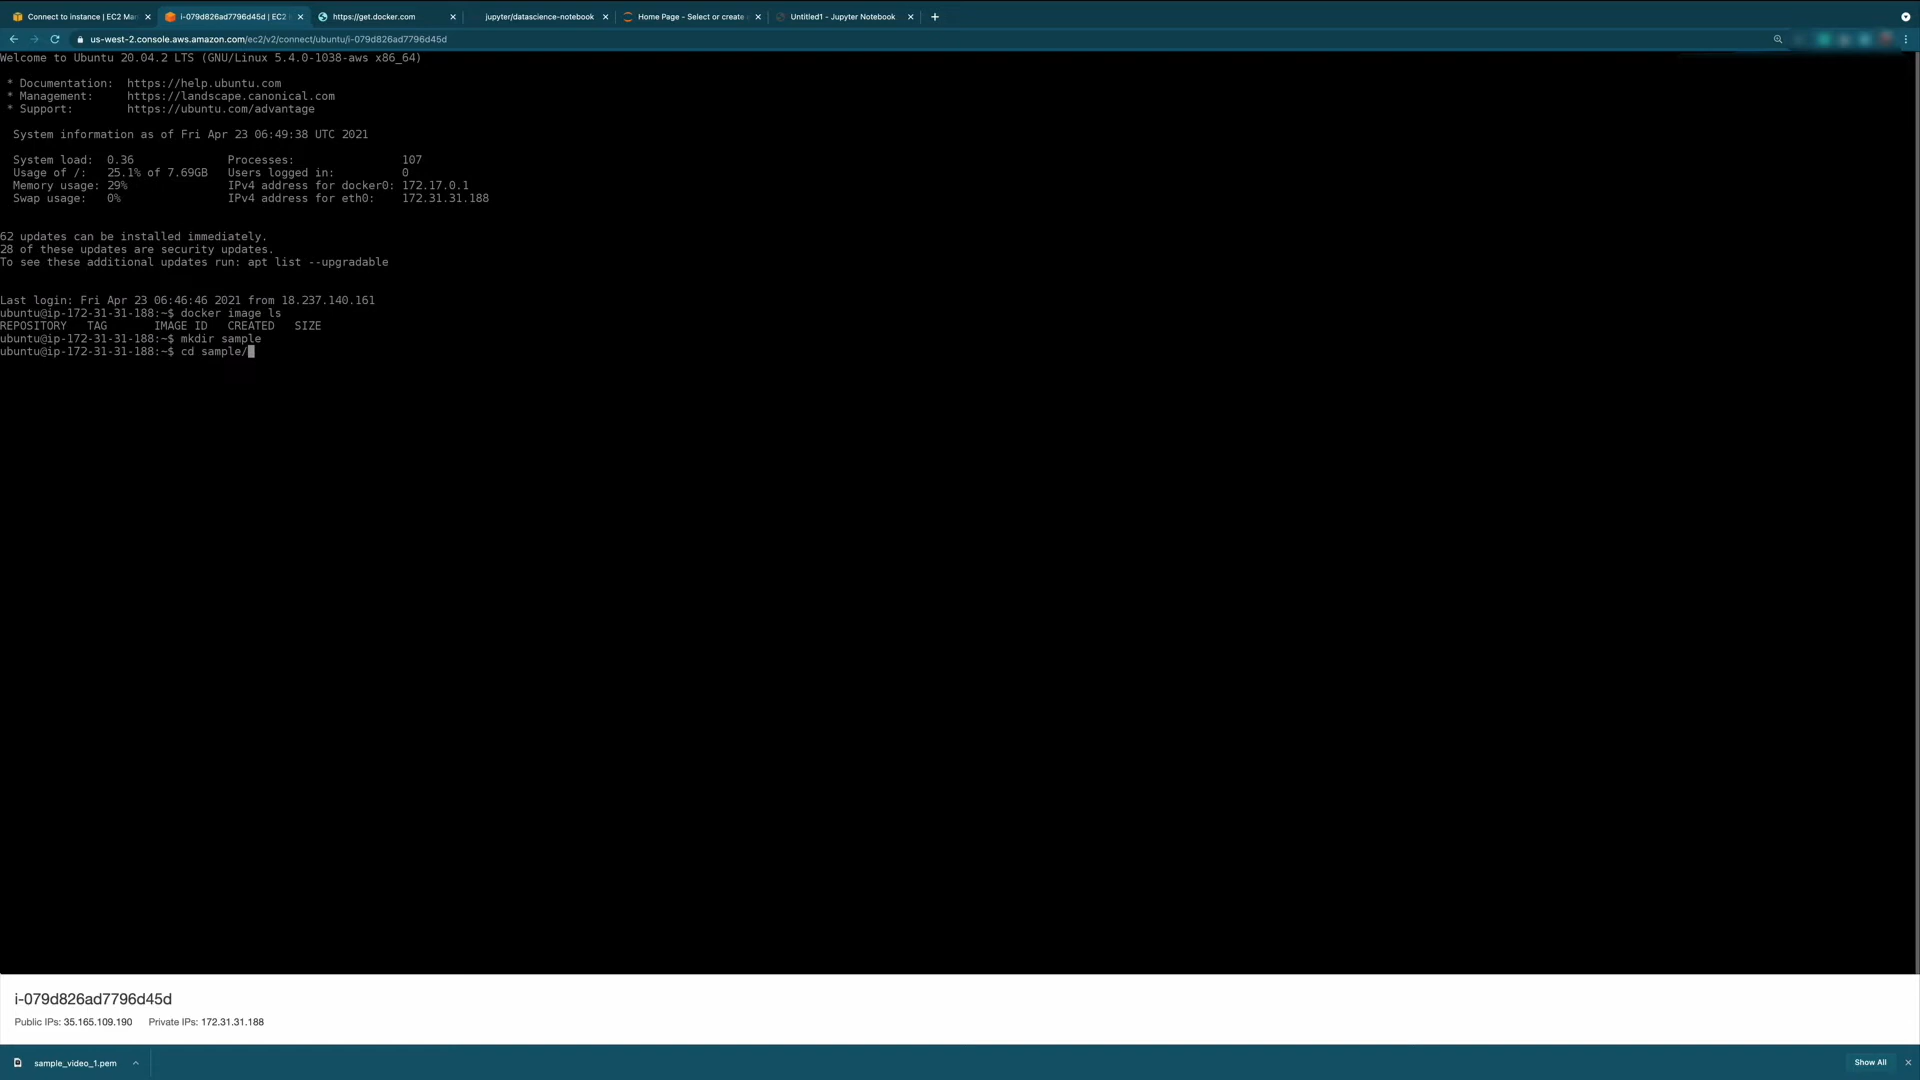 Connect to instance | EC2 Man
i-079d826ad7796d45d | EC2
https://get.docker.com
jupyter/datascience-notebook
Home Page - Select or create
Untitled1 - Jupyter Notebook
us-west-2.console.aws.amazon.com/ec2/v2/connect/ubuntu/i-079d826ad7796d45d
Welcome to Ubuntu 20.04.2 LTS (GNU/Linux 5.4.0-1038-aws x86_64)
* Documentation: https://help.ubuntu.com
* Management: https://landscape.canonical.com
* Support: https://ubuntu.com/advantage
System information as of Fri Apr 23 06:49:38 UTC 2021
System load: 0.36 Processes: 107
Usage of /: 25.1% of 7.69GB Users logged in: 0
Memory usage: 29% IPv4 address for docker0: 172.17.0.1
Swap usage: 0% IPv4 address for eth0: 172.31.31.188
62 updates can be installed immediately.
28 of these updates are security updates.
To see these additional updates run: apt list --upgradable
Last login: Fri Apr 23 06:46:46 2021 from 18.237.140.161
ubuntu@ip-172-31-31-188:~$ docker image ls
REPOSITORY TAG IMAGE ID CREATED SIZE
ubuntu@ip-172-31-31-188:~$ mkdir sample
ubuntu@ip-172-31-31-188:~$ cd sample/
i-079d826ad7796d45d
Public IPs: 35.165.109.190 Private IPs: 172.31.31.188
sample_video_1.pem
Show All